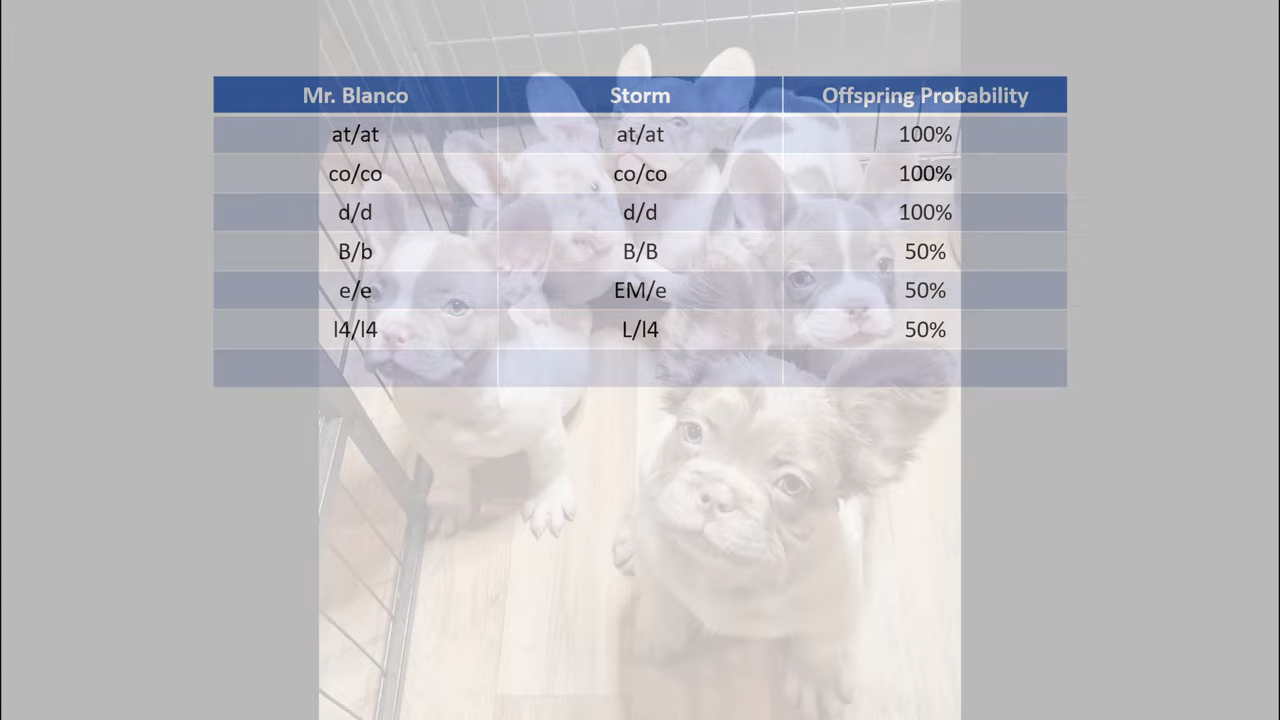 Mr. Blanco Storm Offspring Probability
at/at at/at 100%
co/co co/co 100%
d/d d/d 100%
B/b B/B 50%
e/e EM/e 50%
l4/l4 L/l4 50%